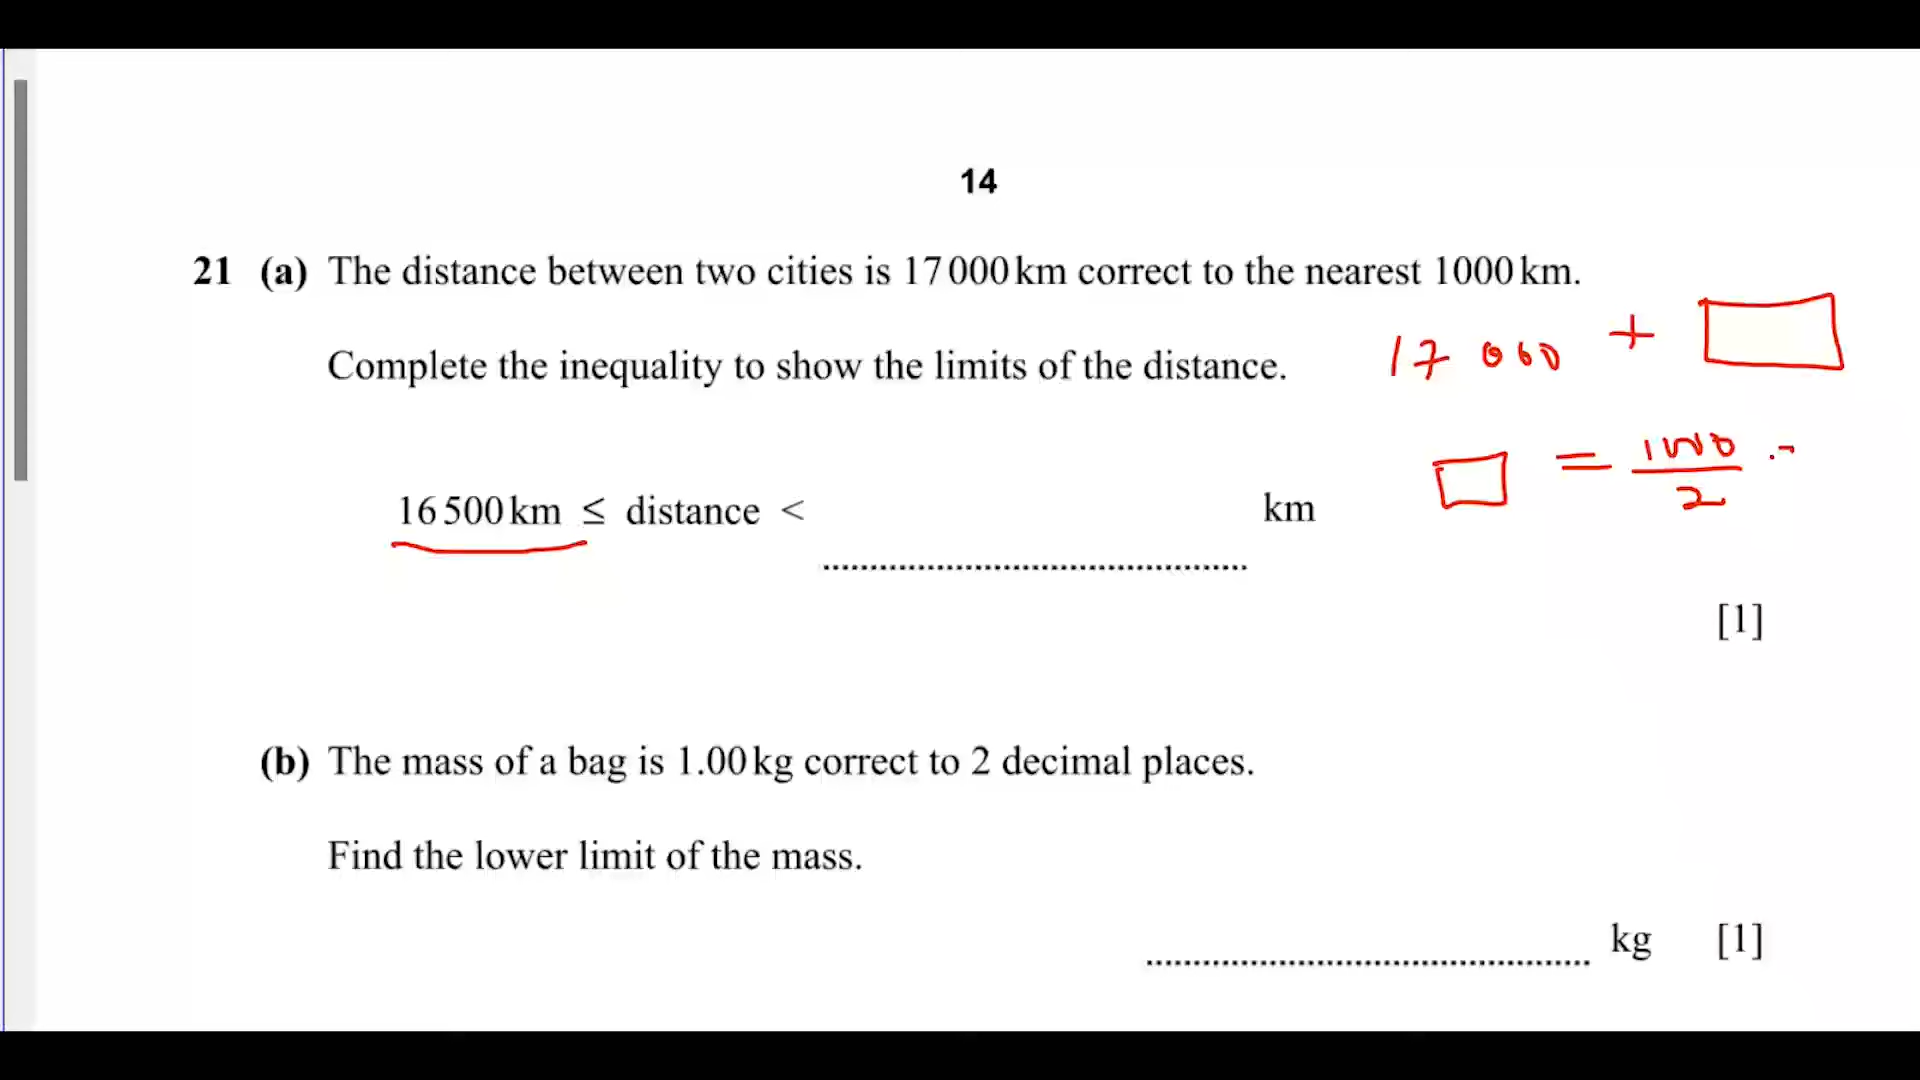 14
21 (a) The distance between two cities is 17 000 km correct to the nearest 1000 km.
Complete the inequality to show the limits of the distance.
17 000 +
16 500 km ≤ distance < .................... km
= 1000 / 2
[1]
(b) The mass of a bag is 1.00 kg correct to 2 decimal places.
Find the lower limit of the mass.
.................... kg [1]